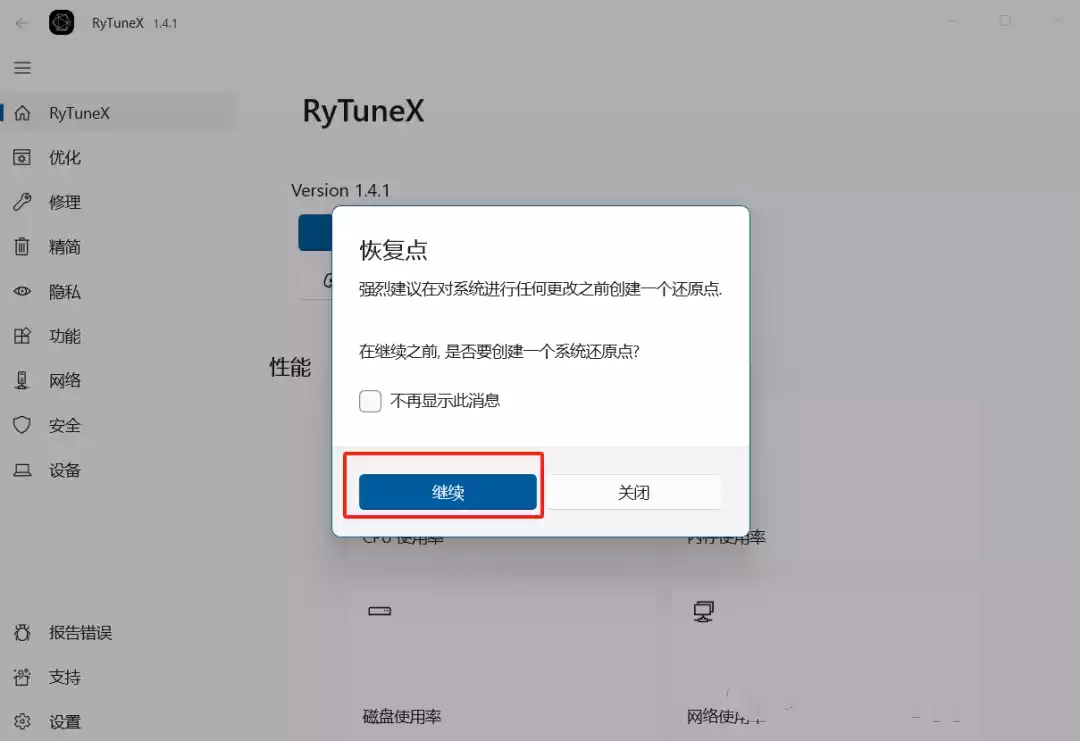 RyTuneX 1.4.1
RyTuneX
优化
修理
精简
隐私
功能
网络
安全
设备
报告错误
支持
设置
RyTuneX
Version 1.4.1
性能
恢复点
强烈建议在对系统进行任何更改之前创建一个还原点.
在继续之前, 是否要创建一个系统还原点?
不再显示此消息
继续
关闭
CPU 使用率
内存使用率
磁盘使用率
网络使用